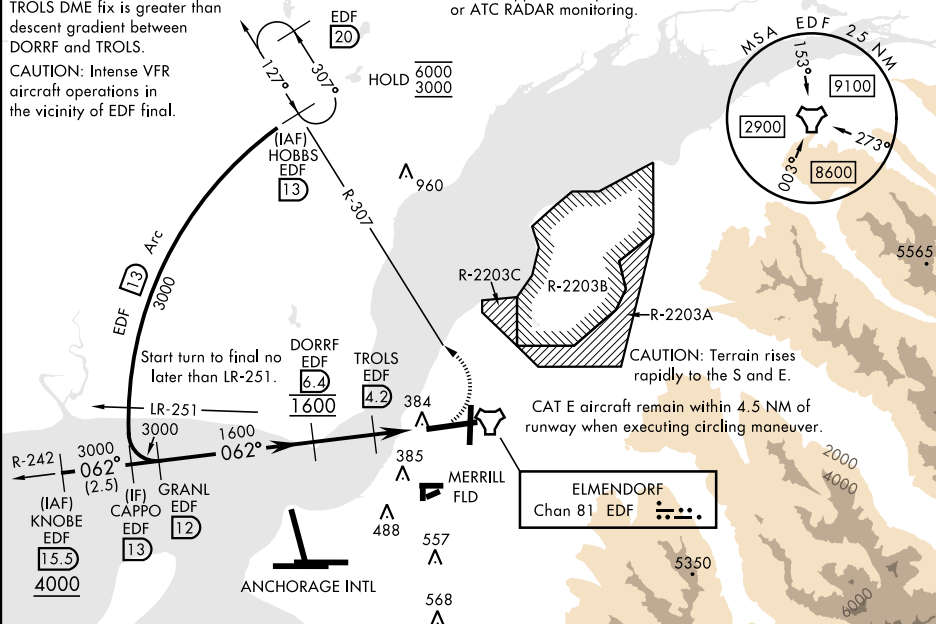 TROLS DME fix is greater than
descent gradient between
DORRF and TROLS.
CAUTION: Intense VFR
aircraft operations in
the vicinity of EDF final.
or ATC RADAR monitoring.
EDF
20
127°
307°
HOLD 6000
3000
(IAF)
HOBBS
EDF
13
R-307
960
MSA EDF 25 NM
153°
9100
2900
273°
003°
8600
5565
R-2203C
R-2203B
R-2203A
EDF 13 Arc
3000
Start turn to final no
later than LR-251.
LR-251
DORRF
EDF
6.4
1600
TROLS
EDF
4.2
384
CAUTION: Terrain rises
rapidly to the S and E.
CAT E aircraft remain within 4.5 NM of
runway when executing circling maneuver.
R-242
3000
062°
(2.5)
3000
1600
062°
(IAF)
KNOBE
EDF
15.5
4000
(IF)
CAPPO
EDF
13
GRANL
EDF
12
385
MERRILL
FLD
488
ELMENDORF
Chan 81 EDF
ANCHORAGE INTL
557
568
2000
4000
5350
6000